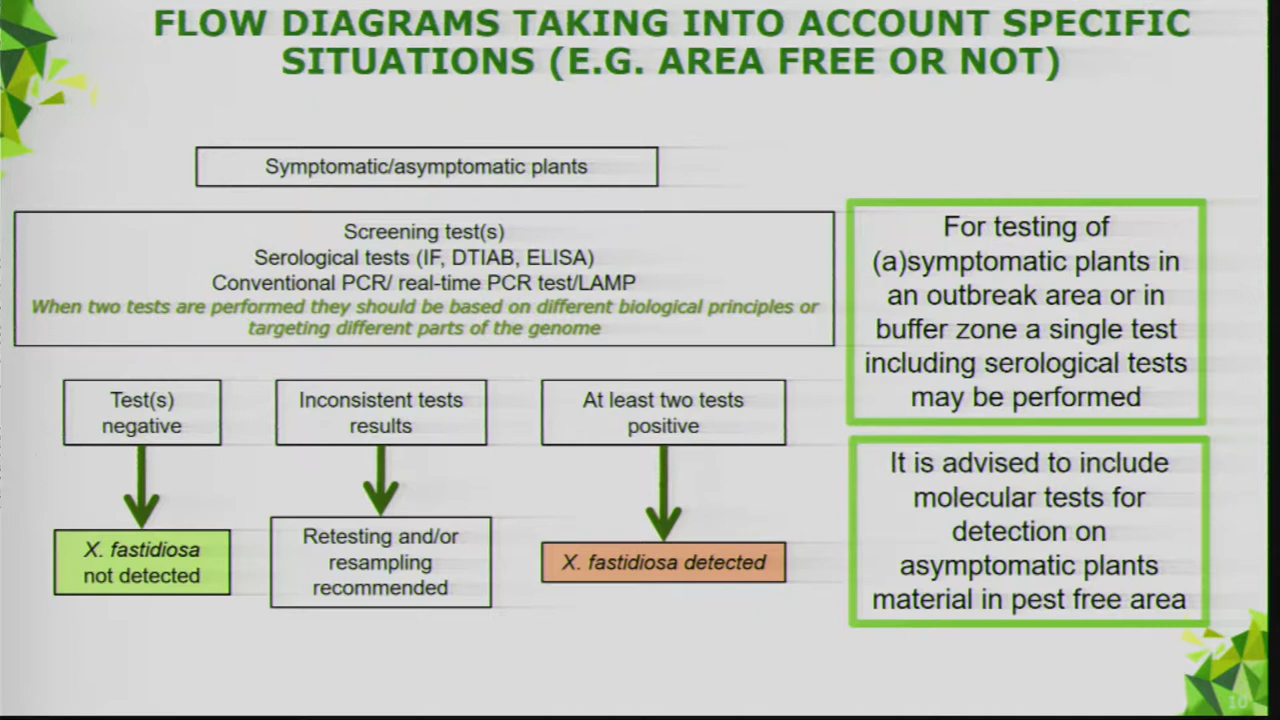 FLOW DIAGRAMS TAKING INTO ACCOUNT SPECIFIC
SITUATIONS (E.G. AREA FREE OR NOT)
Symptomatic/asymptomatic plants
Screening test(s)
Serological tests (IF, DTIAB, ELISA)
Conventional PCR/ real-time PCR test/LAMP
When two tests are performed they should be based on different biological principles or
targeting different parts of the genome
Test(s)
negative
Inconsistent tests
results
At least two tests
positive
X. fastidiosa
not detected
Retesting and/or
resampling
recommended
X. fastidiosa detected
For testing of
(a)symptomatic plants in
an outbreak area or in
buffer zone a single test
including serological tests
may be performed
It is advised to include
molecular tests for
detection on
asymptomatic plants
material in pest free area
10